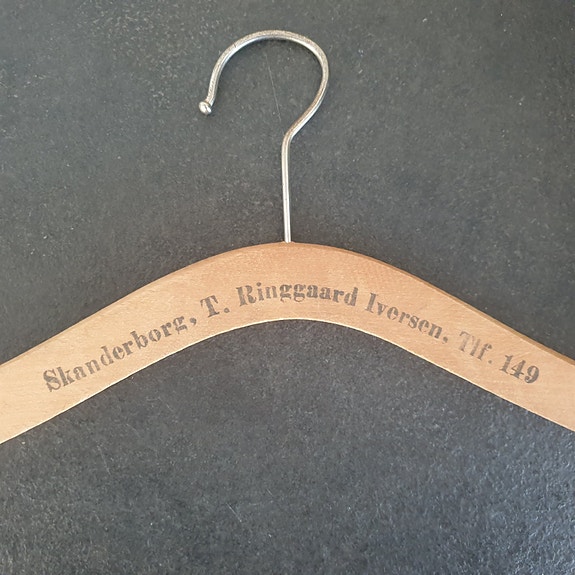 Skanderborg, T. Ringgaard Iversen, Tlf. 149